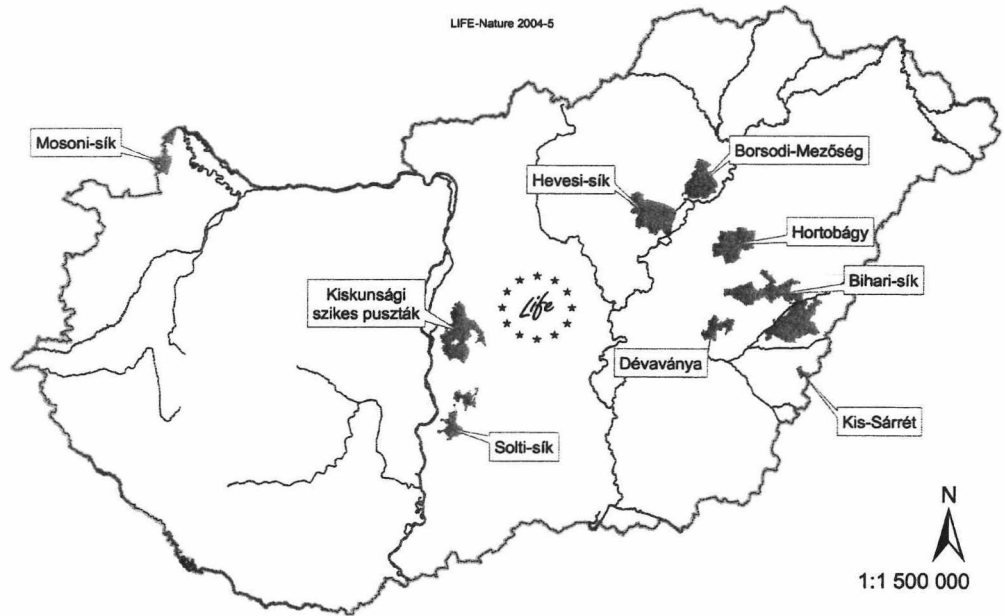 LIFE-Nature 2004-5
Mosoni-sík
Borsodi-Mezőség
Hevesi-sík
Hortobágy
Bihari-sík
Kiskunsági
szikes puszták
Life
Dévaványa
Kis-Sárrét
Solti-sík
N
1:1 500 000